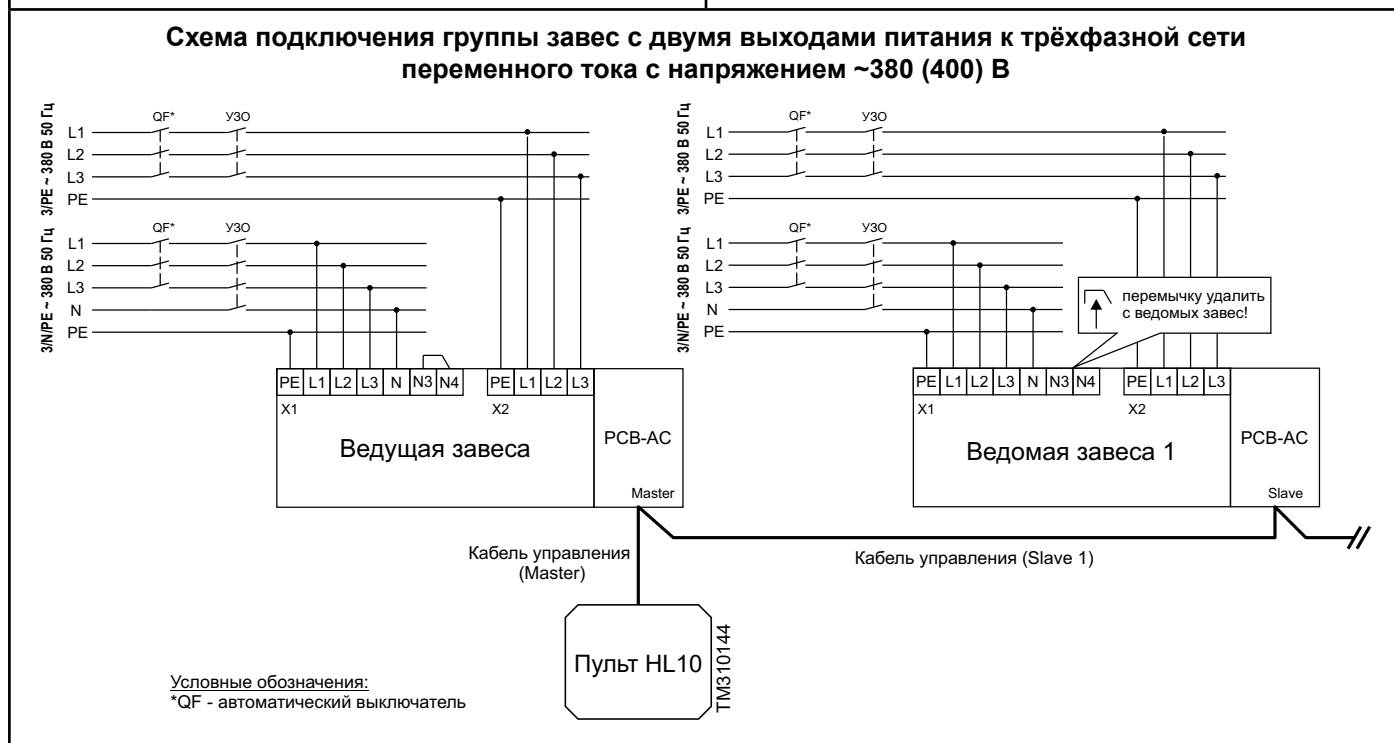 Схема подключения группы завес с двумя выходами питания к трёхфазной сети
переменного тока с напряжением ~380 (400) В
3/PE ~ 380 В 50 Гц
QF*
УЗО
L1
L2
L3
PE
3/N/PE ~ 380 В 50 Гц
QF*
УЗО
L1
L2
L3
N
PE
PE L1 L2 L3 N N3 N4
PE L1 L2 L3
X1
X2
Ведущая завеса
PCB-AC
Master
3/PE ~ 380 В 50 Гц
QF*
УЗО
L1
L2
L3
PE
3/N/PE ~ 380 В 50 Гц
QF*
УЗО
L1
L2
L3
N
PE
перемычку удалить
с ведомых завес!
PE L1 L2 L3 N N3 N4
PE L1 L2 L3
X1
X2
Ведомая завеса 1
PCB-AC
Slave
Кабель управления
(Master)
Кабель управления (Slave 1)
Пульт HL10
TM310144
Условные обозначения:
*QF - автоматический выключатель